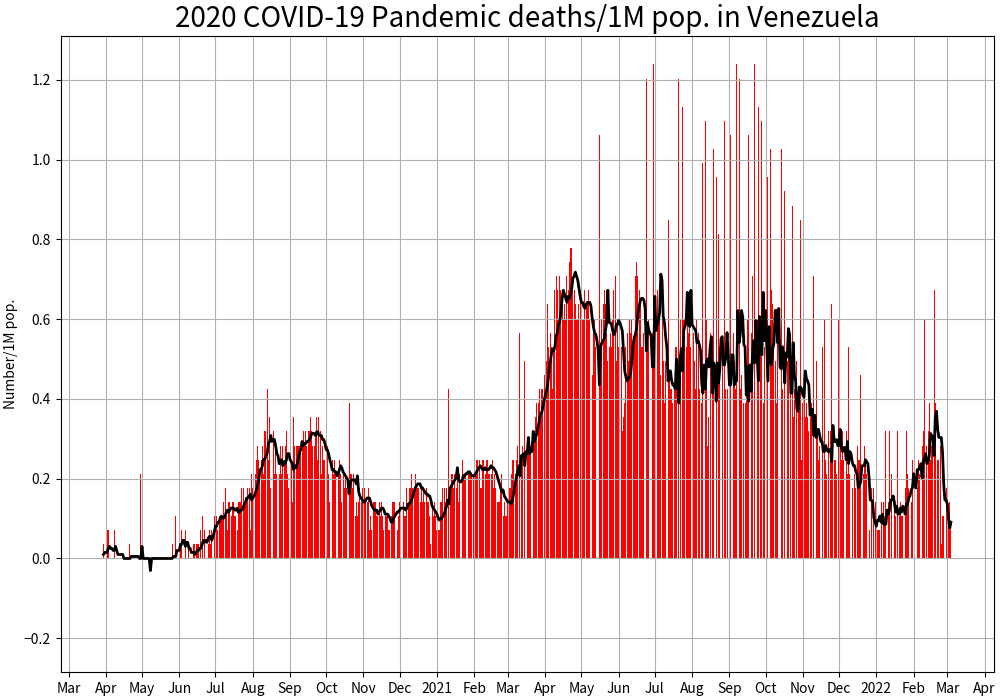 2020 COVID-19 Pandemic deaths/1M pop. in Venezuela
Number/1M pop.
1.2
1.0
0.8
0.6
0.4
0.2
0.0
−0.2
Mar Apr May Jun Jul Aug Sep Oct Nov Dec 2021 Feb Mar Apr May Jun Jul Aug Sep Oct Nov Dec 2022 Feb Mar Apr